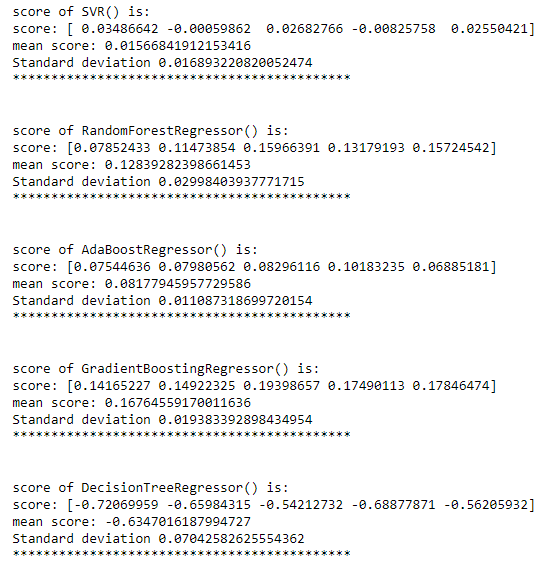 score of SVR() is:
score: [ 0.03486642 -0.00059862  0.02682766 -0.00825758  0.02550421]
mean score: 0.01566841912153416
Standard deviation 0.016893220820052474
********************************************
score of RandomForestRegressor() is:
score: [0.07852433 0.11473854 0.15966391 0.13179193 0.15724542]
mean score: 0.12839282398661453
Standard deviation 0.02998403937771715
********************************************
score of AdaBoostRegressor() is:
score: [0.07544636 0.07980562 0.08296116 0.10183235 0.06885181]
mean score: 0.08177945957729586
Standard deviation 0.011087318699720154
********************************************
score of GradientBoostingRegressor() is:
score: [0.14165227 0.14922325 0.19398657 0.17490113 0.17846474]
mean score: 0.16764559170011636
Standard deviation 0.019383392898434954
********************************************
score of DecisionTreeRegressor() is:
score: [-0.72069959 -0.65984315 -0.54212732 -0.68877871 -0.56205932]
mean score: -0.6347016187994727
Standard deviation 0.07042582625554362
********************************************